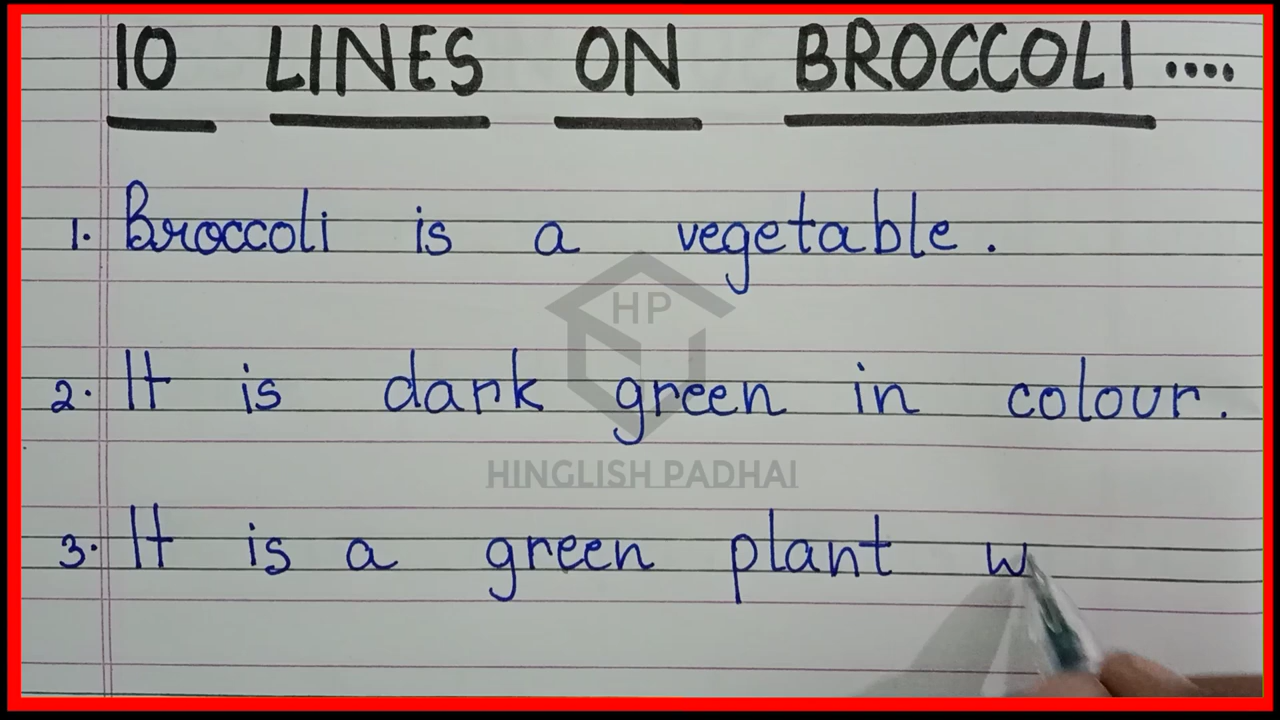 10 LINES ON BROCCOLI....
1. Broccoli is a vegetable.
HP
2. It is dark green in colour.
HINGLISH PADHAI
3. It is a green plant w